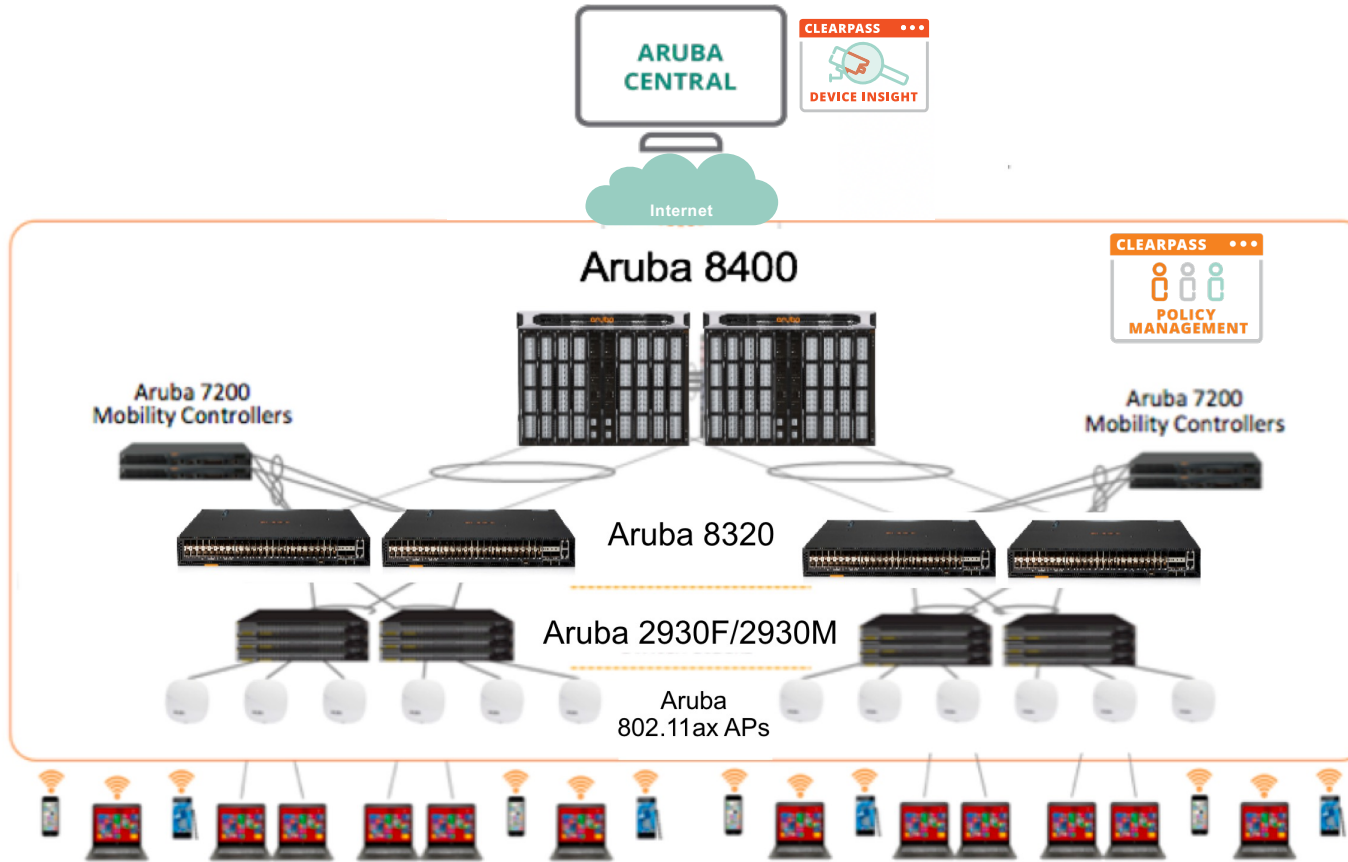 ARUBA
CENTRAL
CLEARPASS
DEVICE INSIGHT
Internet
Aruba 8400
CLEARPASS
POLICY
MANAGEMENT
aruba
Aruba 7200
Mobility Controllers
Aruba 7200
Mobility Controllers
Aruba 8320
Aruba 2930F/2930M
Aruba
802.11ax APs